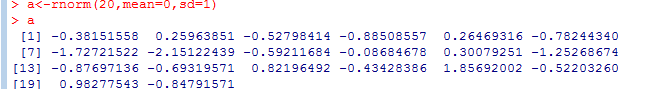 > a<-rnorm(20,mean=0,sd=1)
> a
[1] -0.38151558 0.25963851 -0.52798414 -0.88508557 0.26469316 -0.78244340
[7] -1.72721522 -2.15122439 -0.59211684 -0.08684678 0.30079251 -1.25268674
[13] -0.87697136 -0.69319571 0.82196492 -0.43428386 1.85692002 -0.52203260
[19] 0.98277543 -0.84791571